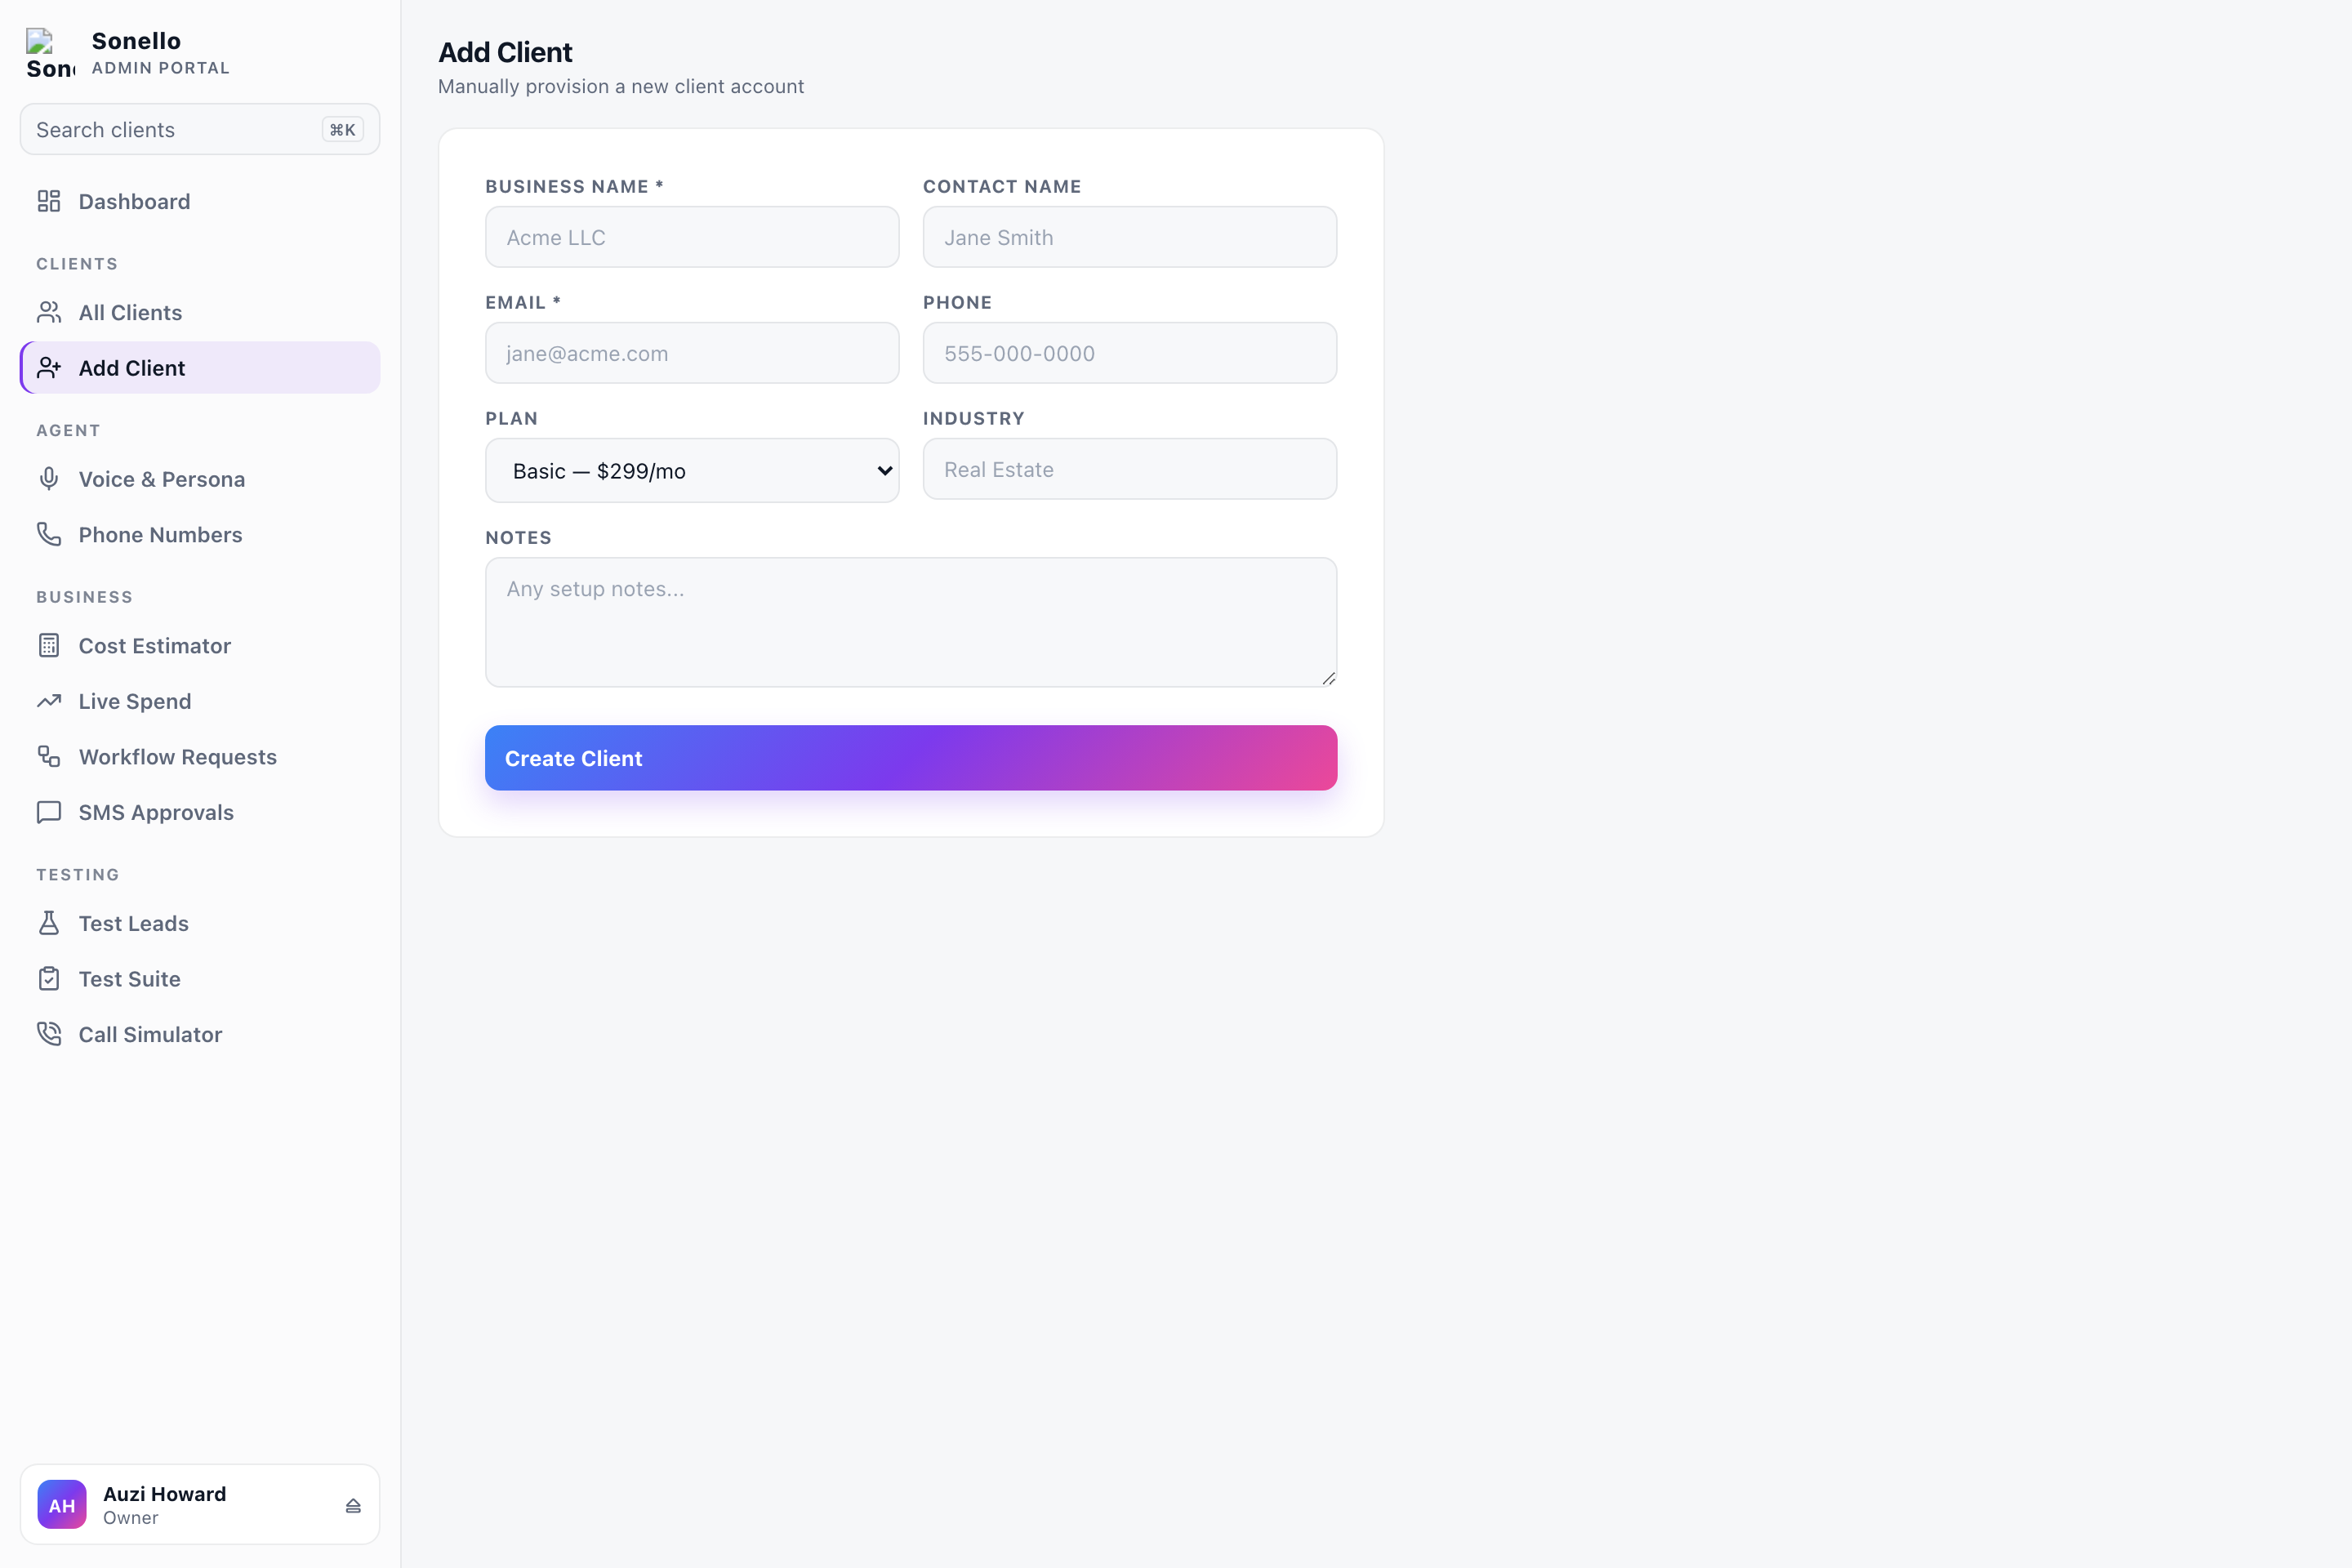 Sonello
Sonello
ADMIN PORTAL
Search clients
⌘K
Dashboard
CLIENTS
All Clients
Add Client
AGENT
Voice & Persona
Phone Numbers
BUSINESS
Cost Estimator
Live Spend
Workflow Requests
SMS Approvals
TESTING
Test Leads
Test Suite
Call Simulator
AH
Auzi Howard
Owner
Add Client
Manually provision a new client account
BUSINESS NAME *
Acme LLC
CONTACT NAME
Jane Smith
EMAIL *
jane@acme.com
PHONE
555-000-0000
PLAN
Basic — $299/mo
INDUSTRY
Real Estate
NOTES
Any setup notes...
Create Client